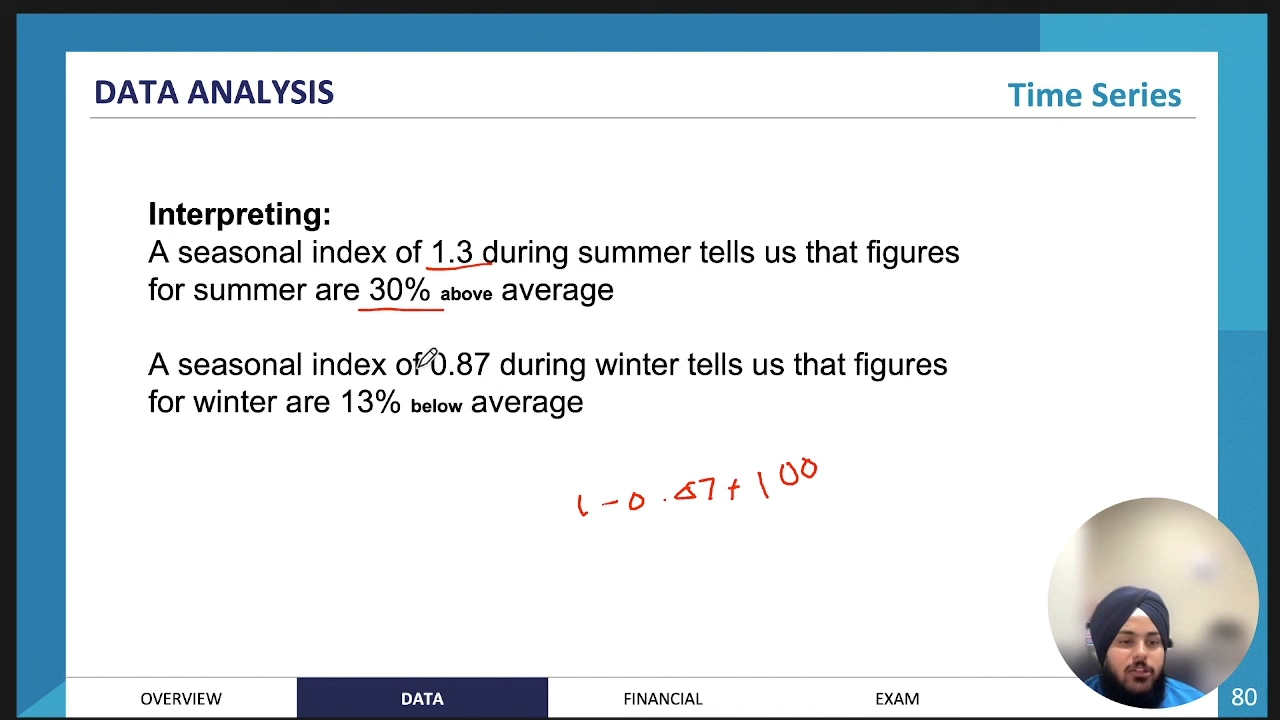 DATA ANALYSIS
Time Series
Interpreting:
A seasonal index of 1.3 during summer tells us that figures
for summer are 30% above average
A seasonal index of 0.87 during winter tells us that figures
for winter are 13% below average
1-0.87+100
OVERVIEW
DATA
FINANCIAL
EXAM
80